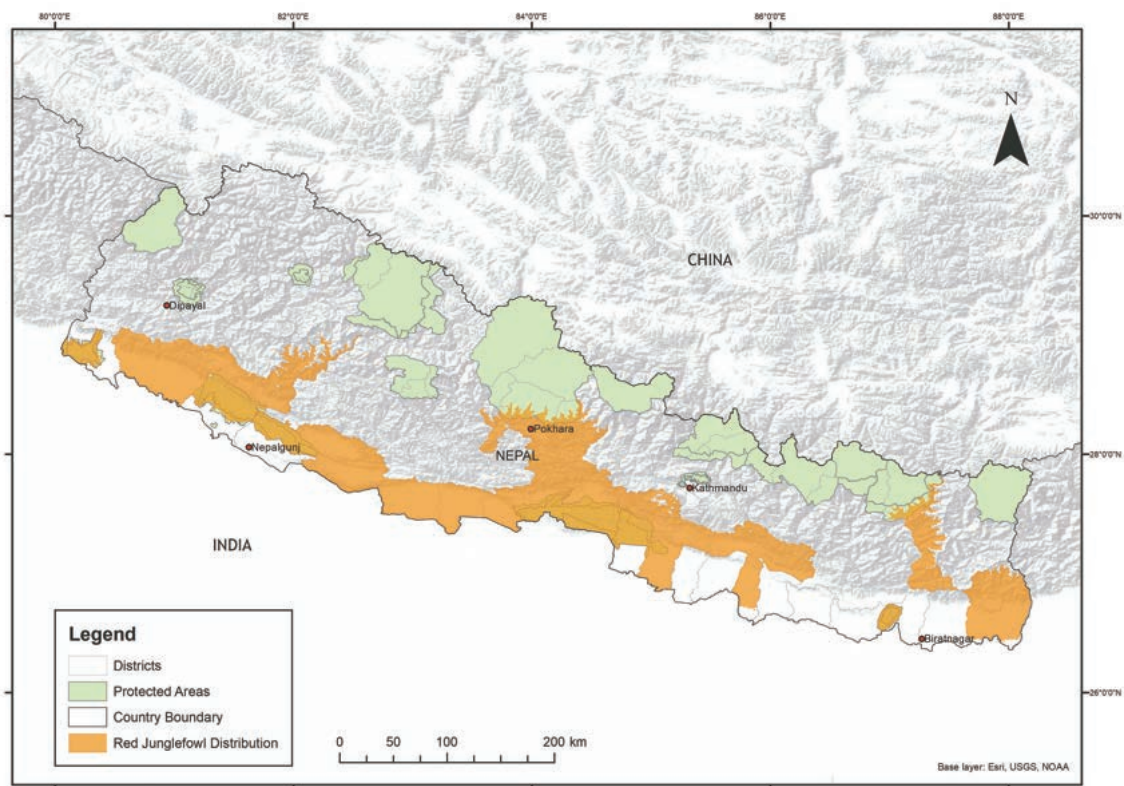 80°0'0"E 82°0'0"E 84°0'0"E 86°0'0"E 88°0'0"E
N
30°0'0"N
CHINA
Dipayal
Pokhara
Nepalgunj
NEPAL
28°0'0"N
Kathmandu
INDIA
Biratnagar
26°0'0"N
Legend
Districts
Protected Areas
Country Boundary
Red Junglefowl Distribution
0 50 100 200 km
Base layer: Esri, USGS, NOAA